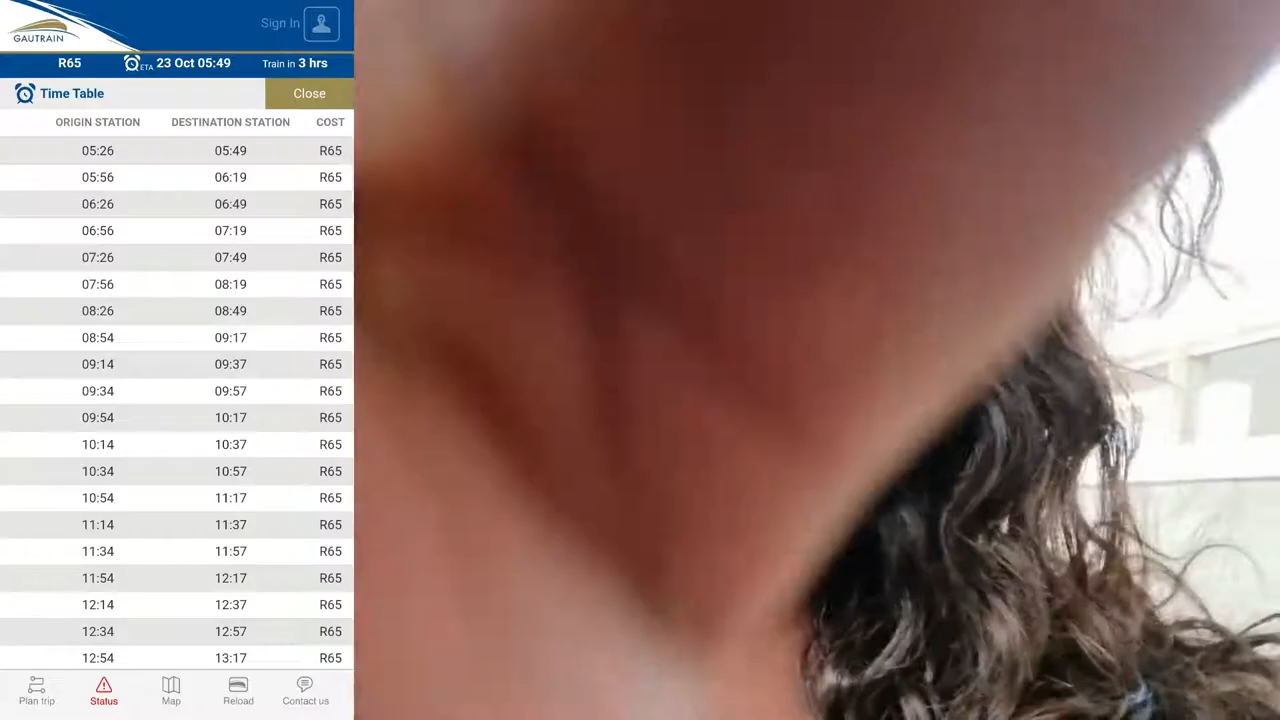 Sign In
GAUTRAIN
R65 ETA 23 Oct 05:49 Train in 3 hrs
Time Table Close
ORIGIN STATION DESTINATION STATION COST
05:26 05:49 R65
05:56 06:19 R65
06:26 06:49 R65
06:56 07:19 R65
07:26 07:49 R65
07:56 08:19 R65
08:26 08:49 R65
08:54 09:17 R65
09:14 09:37 R65
09:34 09:57 R65
09:54 10:17 R65
10:14 10:37 R65
10:34 10:57 R65
10:54 11:17 R65
11:14 11:37 R65
11:34 11:57 R65
11:54 12:17 R65
12:14 12:37 R65
12:34 12:57 R65
12:54 13:17 R65
Plan trip Status Map Reload Contact us